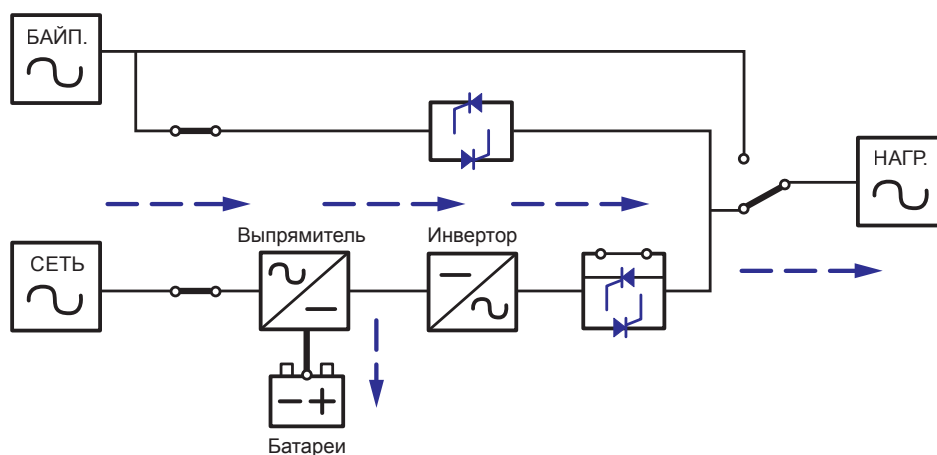 БАЙП.
НАГР.
Выпрямитель
Инвертор
СЕТЬ
Батареи